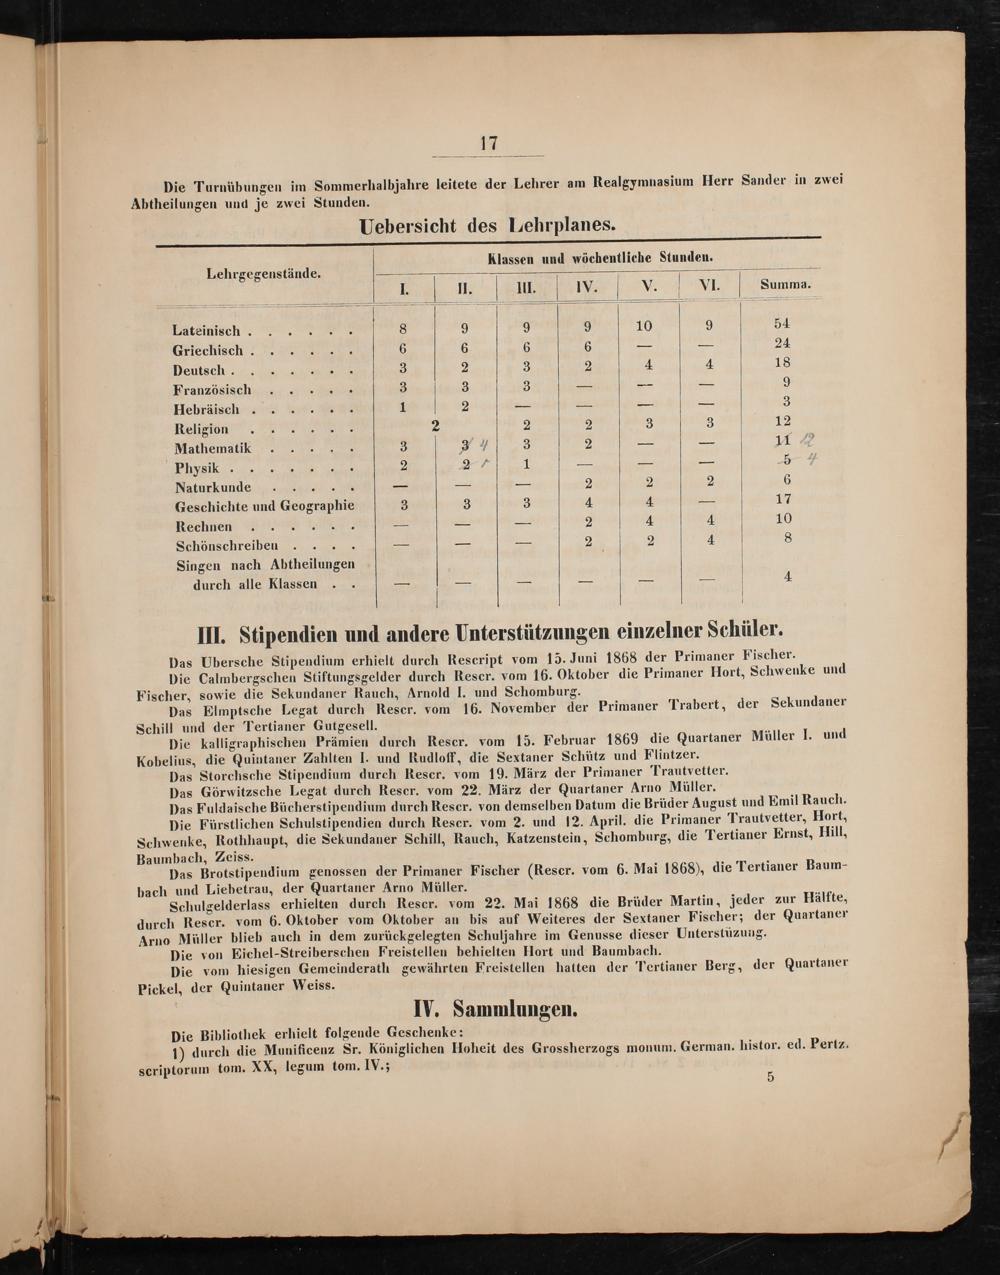 17
Die Turnübungen im Sommerhalbjahre leitete der Lehrer am Realgymnasium Herr Sander in zwei
Abtheilungen und je zwei Stunden.
Uebersicht des Lehrplanes.
Lehrgegenstände. Klassen und wöchentliche Stunden.
I. II. III. IV. V. VI. Summa.
Lateinisch . . . . . . 8 9 9 9 10 9 54
Griechisch . . . . . . 6 6 6 6 — — 24
Deutsch . . . . . . . 3 2 3 2 4 4 18
Französisch . . . . . 3 3 3 — — — 9
Hebräisch . . . . . . 1 2 — — — — 3
Religion . . . . . . 2 2 2 3 3 12
Mathematik . . . . . 3 3 4 3 2 — — 11 12
Physik . . . . . . . 2 2 1 — — — 5 4
Naturkunde . . . . . — — — 2 2 2 6
Geschichte und Geographie 3 3 3 4 4 — 17
Rechnen . . . . . . — — — 2 4 4 10
Schönschreiben . . . . — — — 2 2 4 8
Singen nach Abtheilungen
durch alle Klassen . . — — — — — — 4
III. Stipendien und andere Unterstützungen einzelner Schüler.
Das Ubersche Stipendium erhielt durch Rescript vom 15. Juni 1868 der Primaner Fischer.
Die Calmbergschen Stiftungsgelder durch Rescr. vom 16. Oktober die Primaner Hort, Schwenke und
Fischer, sowie die Sekundaner Rauch, Arnold I. und Schomburg.
Das Elmptsche Legat durch Rescr. vom 16. November der Primaner Trabert, der Sekundaner
Schill und der Tertianer Gutgesell.
Die kalligraphischen Prämien durch Rescr. vom 15. Februar 1869 die Quartaner Müller I. und
Kobelius, die Quintaner Zahlten I. und Rudloff, die Sextaner Schütz und Flintzer.
Das Storchsche Stipendium durch Rescr. vom 19. März der Primaner Trautvetter.
Das Görwitzsche Legat durch Rescr. vom 22. März der Quartaner Arno Müller.
Das Fuldaische Bücherstipendium durch Rescr. von demselben Datum die Brüder August und Emil Rauch.
Die Fürstlichen Schulstipendien durch Rescr. vom 2. und 12. April. die Primaner Trautvetter, Hort,
Schwenke, Rothhaupt, die Sekundaner Schill, Rauch, Katzenstein, Schomburg, die Tertianer Ernst, Hill,
Baumbach, Zeiss.
Das Brotstipendium genossen der Primaner Fischer (Rescr. vom 6. Mai 1868), die Tertianer Baum-
bach und Liebetrau, der Quartaner Arno Müller.
Schulgelderlass erhielten durch Rescr. vom 22. Mai 1868 die Brüder Martin, jeder zur Hälfte,
durch Rescr. vom 6. Oktober vom Oktober an bis auf Weiteres der Sextaner Fischer; der Quartaner
Arno Müller blieb auch in dem zurückgelegten Schuljahre im Genusse dieser Unterstüzung.
Die von Eichel-Streiberschen Freistellen behielten Hort und Baumbach.
Die vom hiesigen Gemeinderath gewährten Freistellen hatten der Tertianer Berg, der Quartaner
Pickel, der Quintaner Weiss.
IV. Sammlungen.
Die Bibliothek erhielt folgende Geschenke:
1) durch die Munificenz Sr. Königlichen Hoheit des Grossherzogs monum. German. histor. ed. Pertz.
scriptorum tom. XX, legum tom. IV.;
5